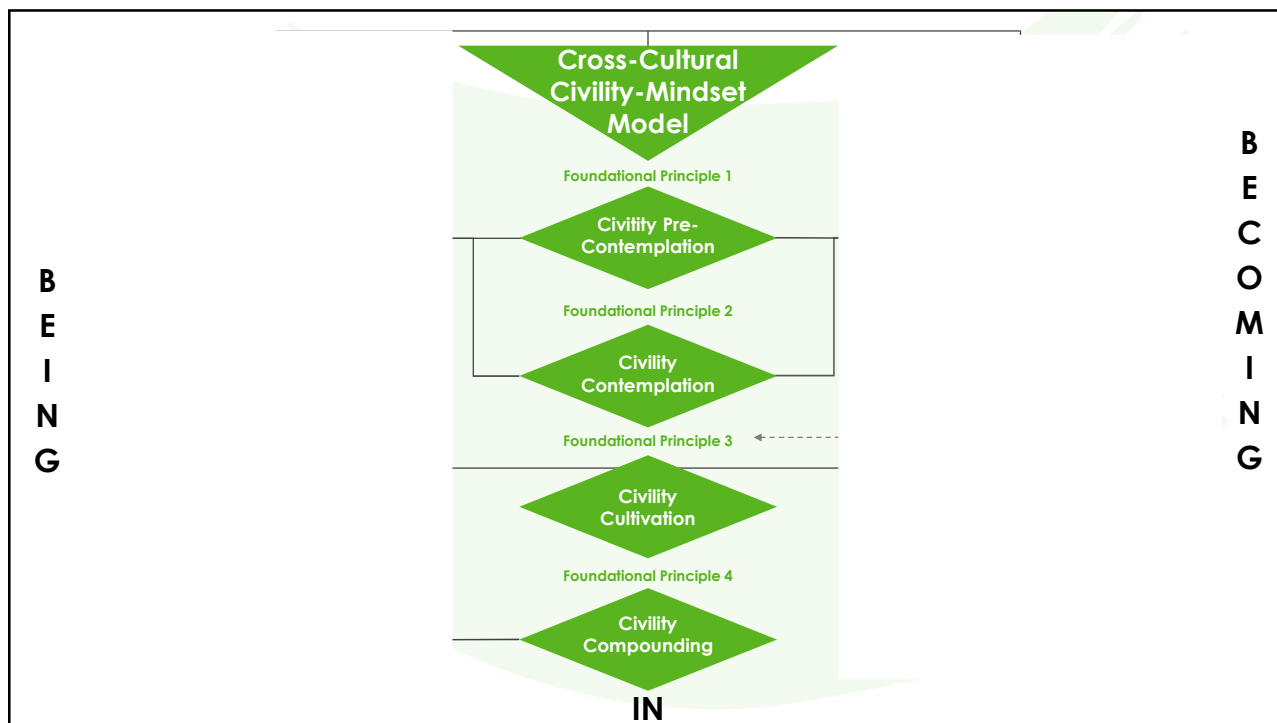 Cross-Cultural
Civility-Mindset
Model
Foundational Principle 1
Civitity Pre-
Contemplation
Foundational Principle 2
Civility
Contemplation
Foundational Principle 3
Civility
Cultivation
Foundational Principle 4
Civility
Compounding
IN
B
E
I
N
G
B
E
C
O
M
I
N
G